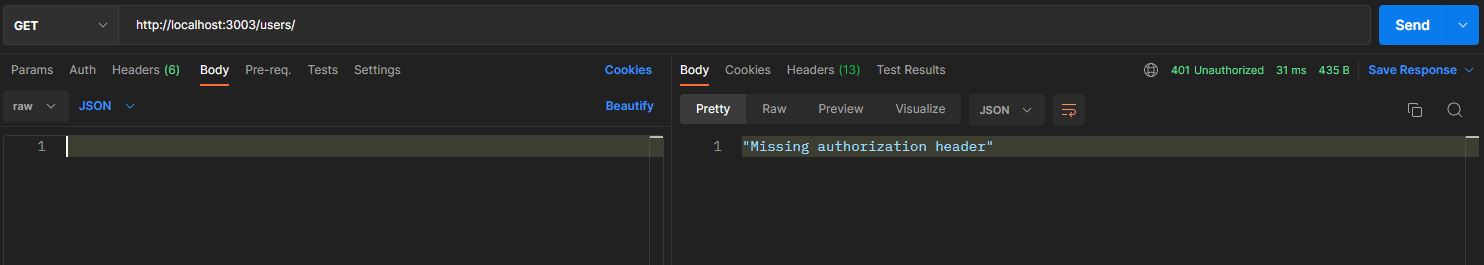 GET http://localhost:3003/users/ Send
Params Auth Headers (6) Body Pre-req. Tests Settings Cookies
raw JSON Beautify
1
Body Cookies Headers (13) Test Results 401 Unauthorized 31 ms 435 B Save Response
Pretty Raw Preview Visualize JSON
1 "Missing authorization header"